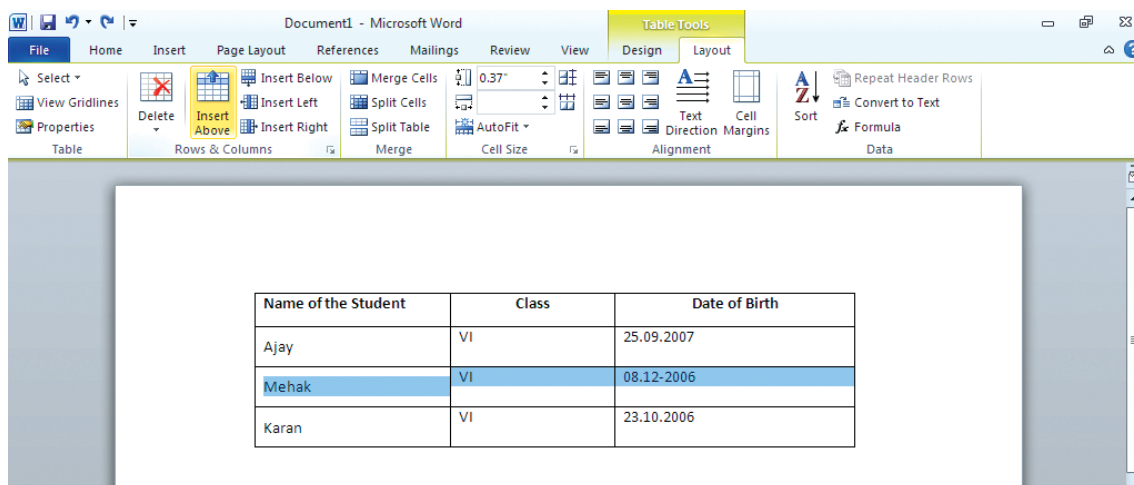 Document1 - Microsoft Word
Table Tools
File Home Insert Page Layout References Mailings Review View Design Layout
Select Insert Below Merge Cells 0.37" Repeat Header Rows
View Gridlines Insert Left Split Cells Convert to Text
Properties Delete Insert Above Insert Right Split Table AutoFit Text Direction Cell Margins Sort Formula
Table Rows & Columns Merge Cell Size Alignment Data
Name of the Student Class Date of Birth
Ajay VI 25.09.2007
Mehak VI 08.12-2006
Karan VI 23.10.2006